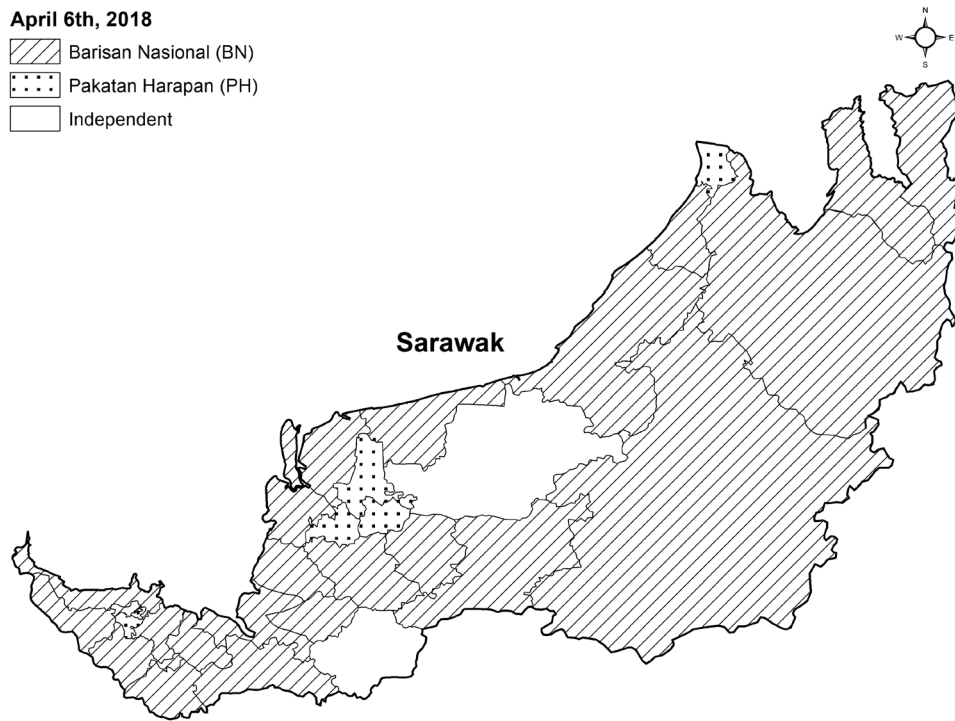 April 6th, 2018
Barisan Nasional (BN)
Pakatan Harapan (PH)
Independent
N
W E
S
Sarawak